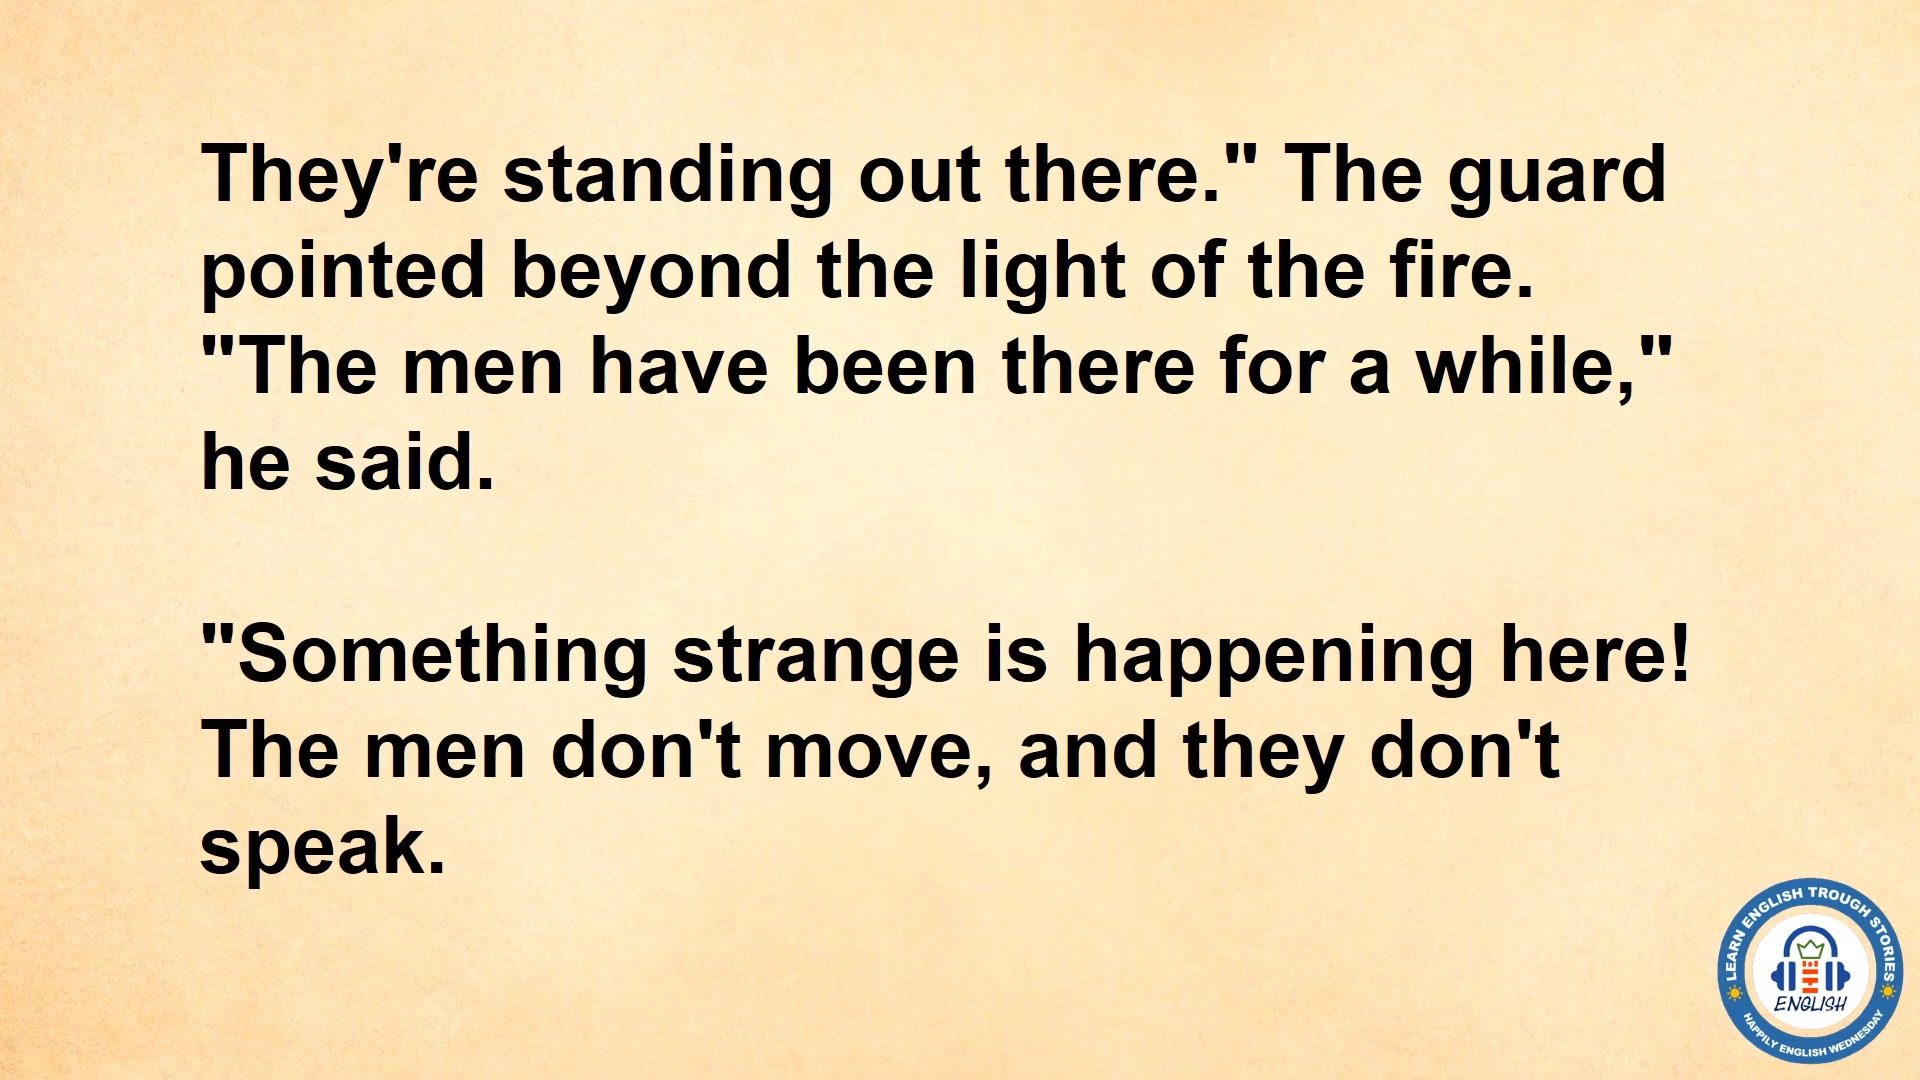 They're standing out there." The guard
pointed beyond the light of the fire.
"The men have been there for a while,"
he said.
"Something strange is happening here!
The men don't move, and they don't
speak.
LEARN ENGLISH TROUGH STORIES
ENGLISH
HAPPILY ENGLISH WEDNESDAY